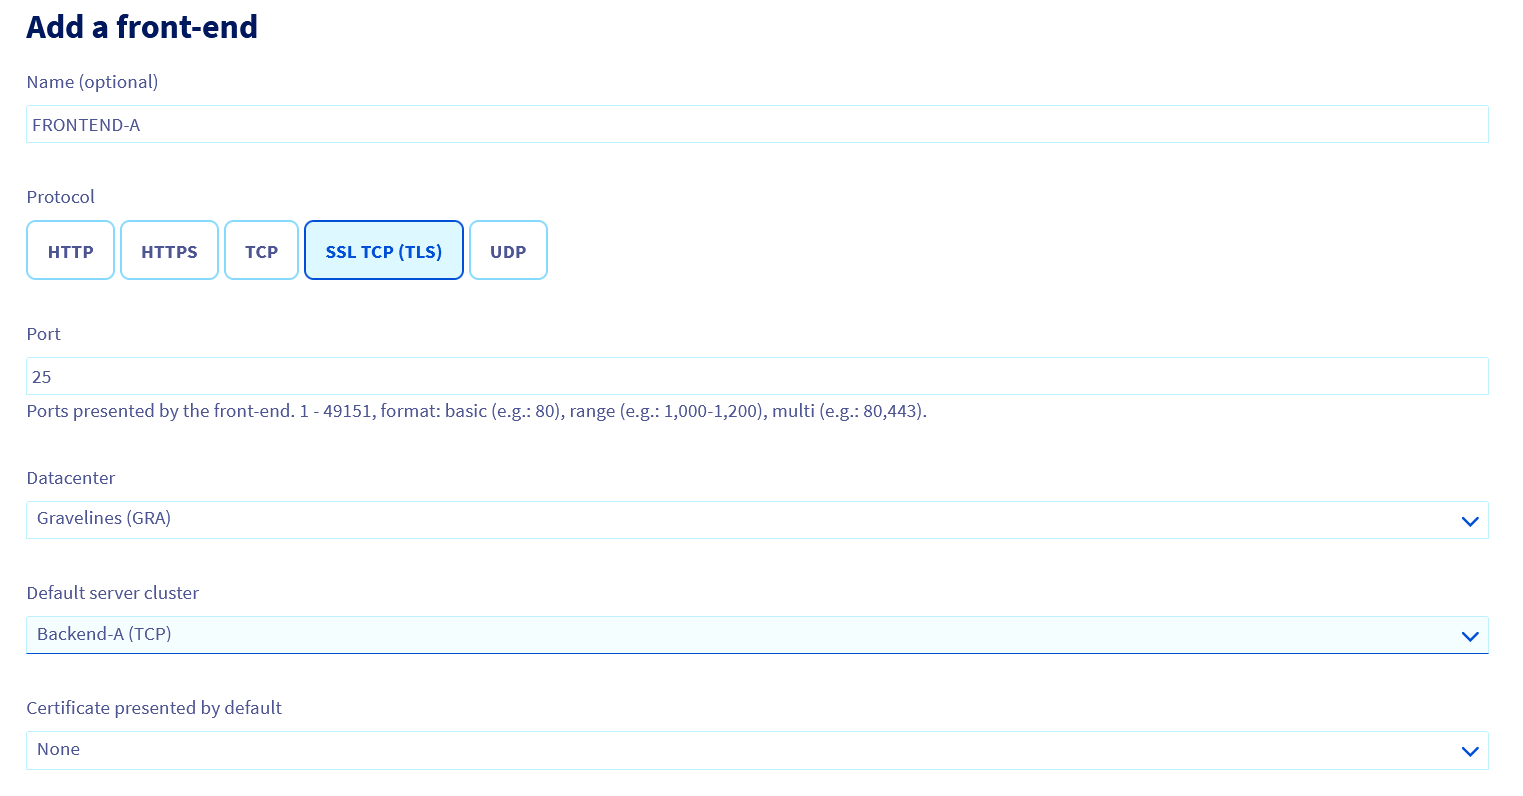 Add a front-end
Name (optional)
FRONTEND-A
Protocol
HTTP HTTPS TCP SSL TCP (TLS) UDP
Port
25
Ports presented by the front-end. 1 - 49151, format: basic (e.g.: 80), range (e.g.: 1,000-1,200), multi (e.g.: 80,443).
Datacenter
Gravelines (GRA)
Default server cluster
Backend-A (TCP)
Certificate presented by default
None